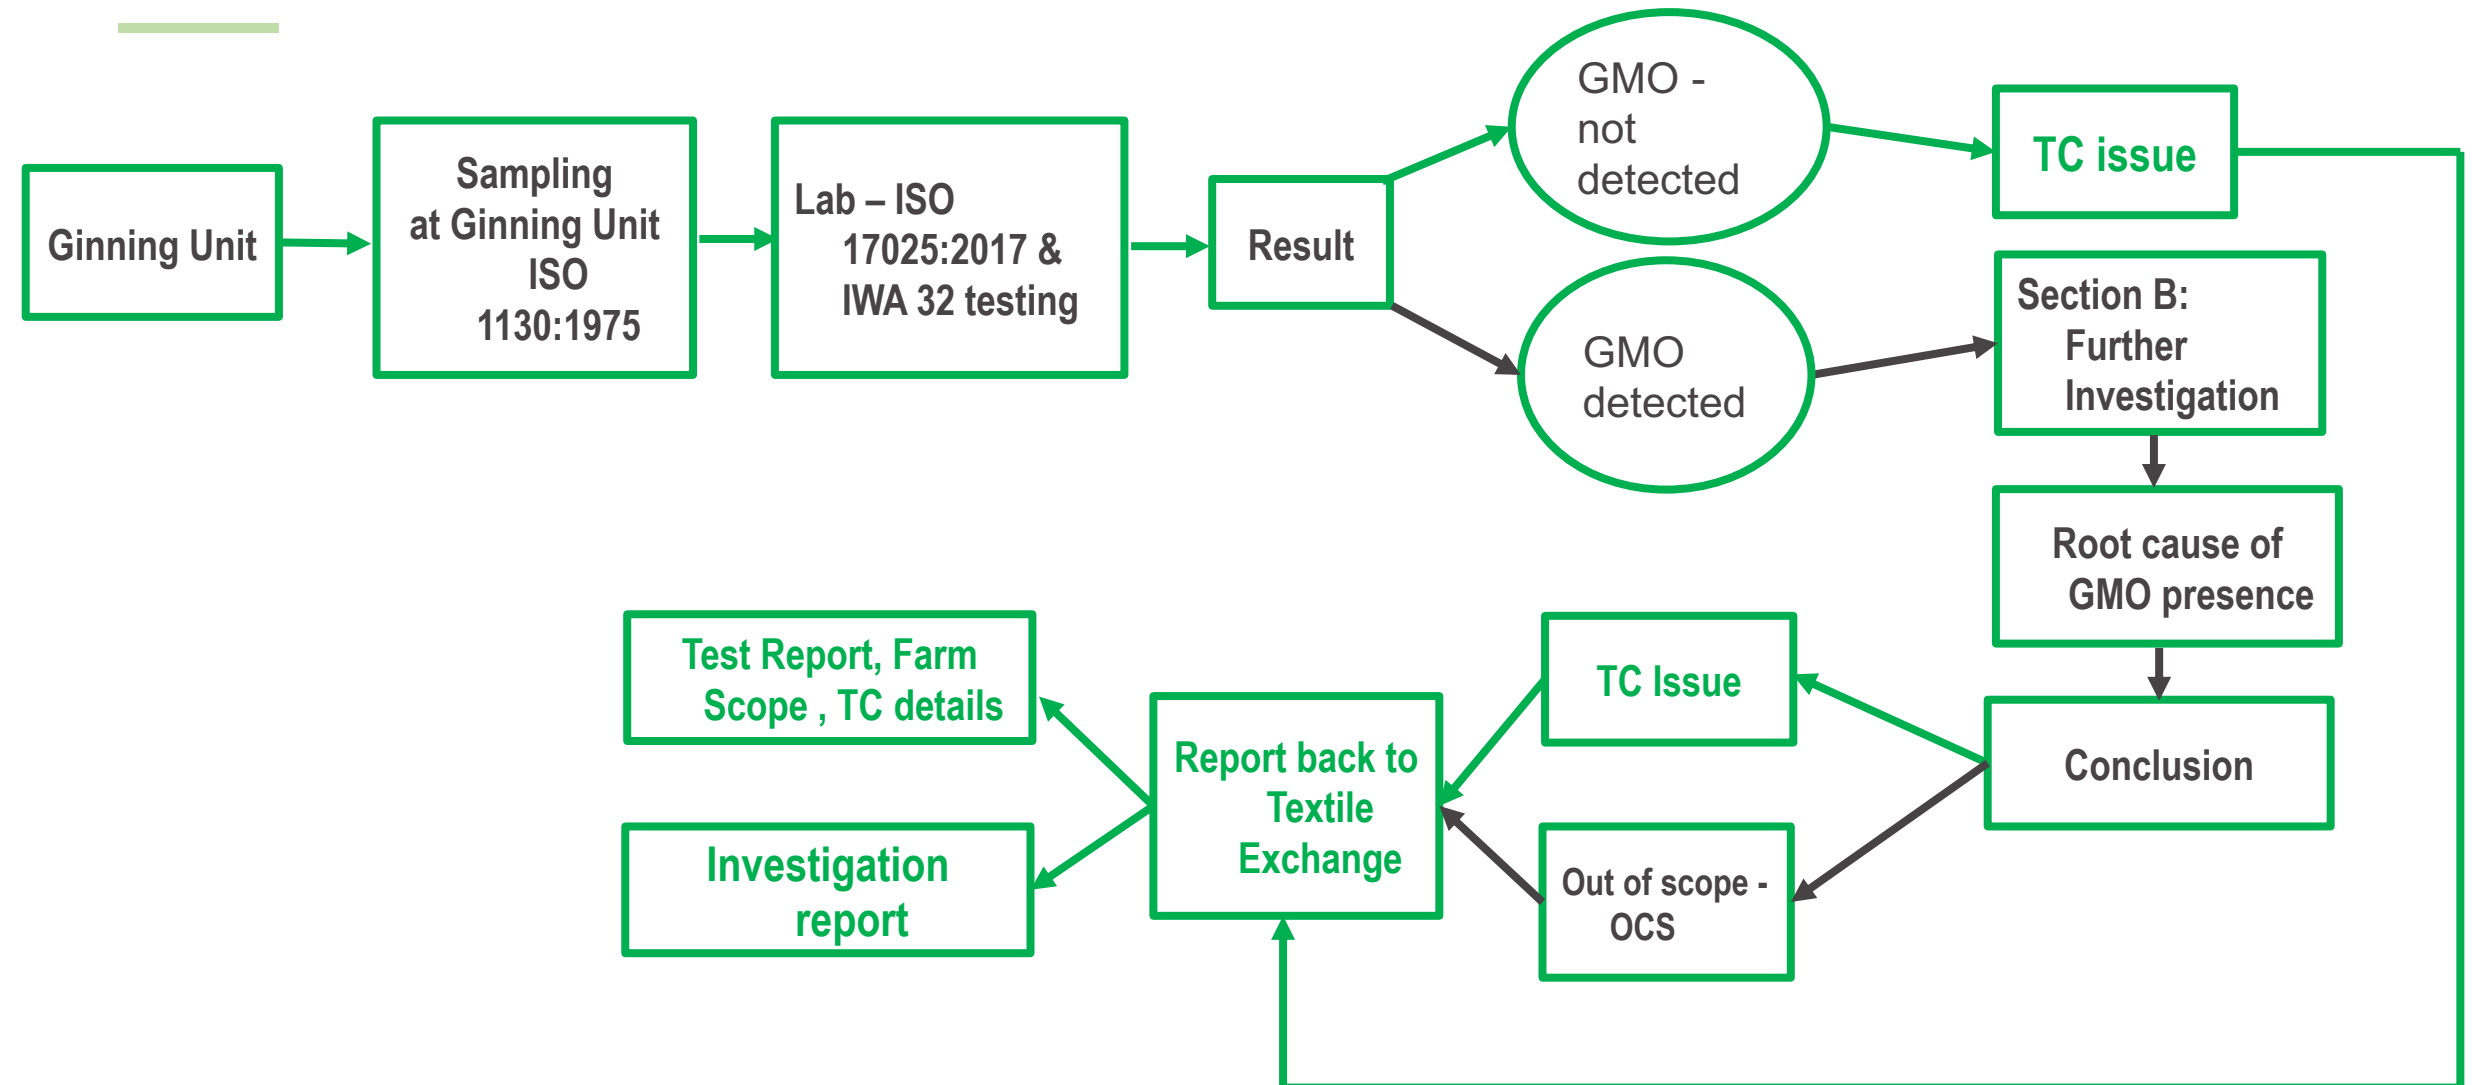 Ginning Unit
Sampling
at Ginning Unit
ISO
1130:1975
Lab – ISO
17025:2017 &
IWA 32 testing
Result
GMO -
not
detected
TC issue
GMO
detected
Section B:
Further
Investigation
Root cause of
GMO presence
Conclusion
TC Issue
Out of scope -
OCS
Report back to
Textile
Exchange
Test Report, Farm
Scope , TC details
Investigation
report